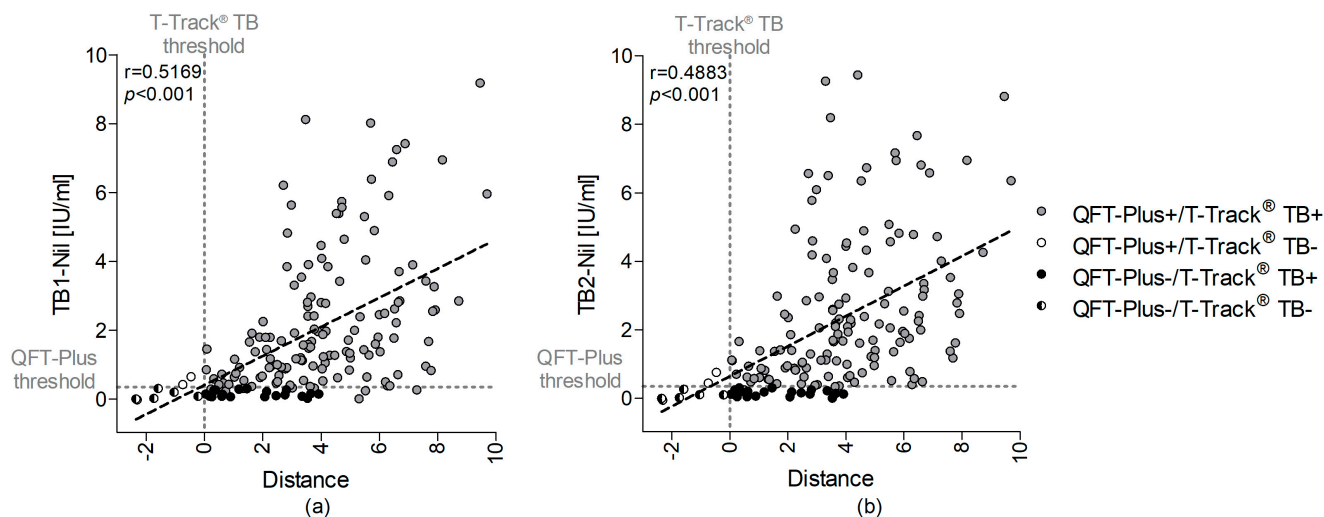 T-Track® TB
threshold
10
8
6
4
2
0
r=0.5169
p<0.001
TB1-Nil [IU/ml]
QFT-Plus
threshold
-2
0
2
4
6
8
10
Distance
(a)
T-Track® TB
threshold
10
8
6
4
2
0
r=0.4883
p<0.001
TB2-Nil [IU/ml]
QFT-Plus
threshold
-2
0
2
4
6
8
10
Distance
(b)
QFT-Plus+/T-Track® TB+
QFT-Plus+/T-Track® TB-
QFT-Plus-/T-Track® TB+
QFT-Plus-/T-Track® TB-